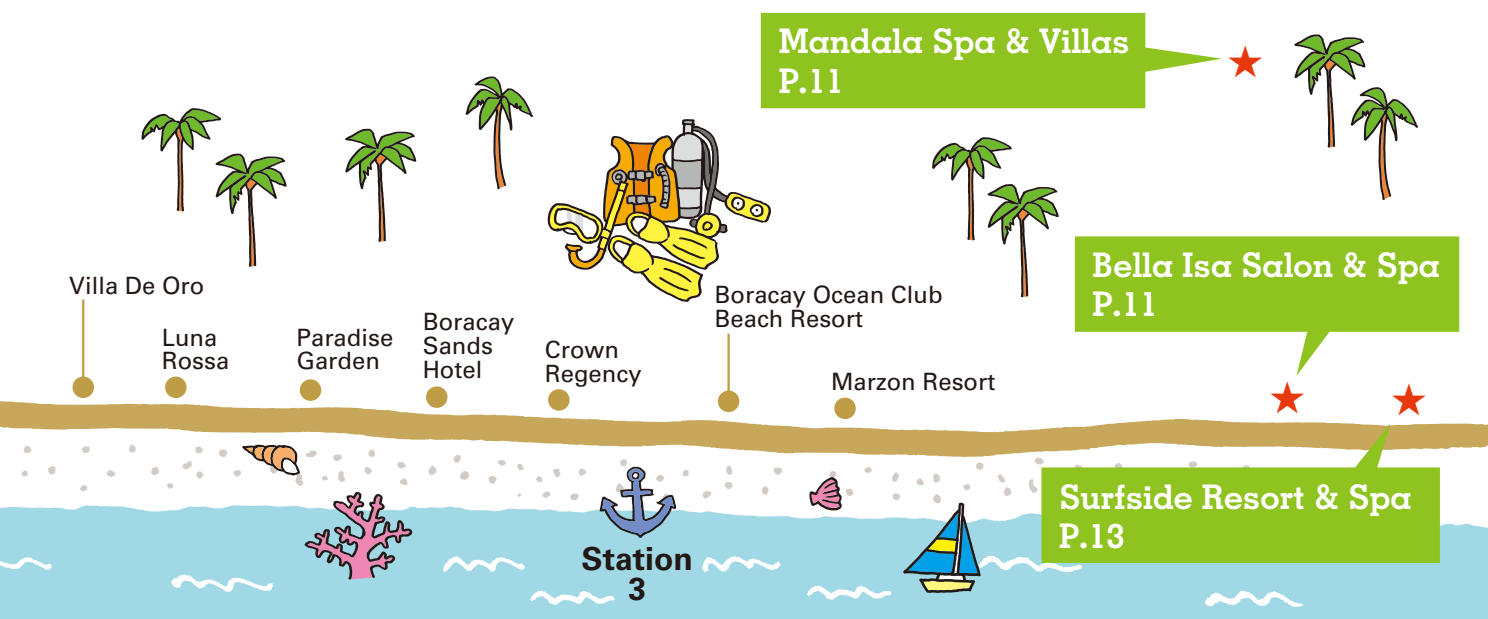 Mandala Spa & Villas
P.11
Bella Isa Salon & Spa
P.11
Villa De Oro
Luna
Rossa
Paradise
Garden
Boracay
Sands
Hotel
Crown
Regency
Boracay Ocean Club
Beach Resort
Marzon Resort
Surfside Resort & Spa
P.13
Station
3